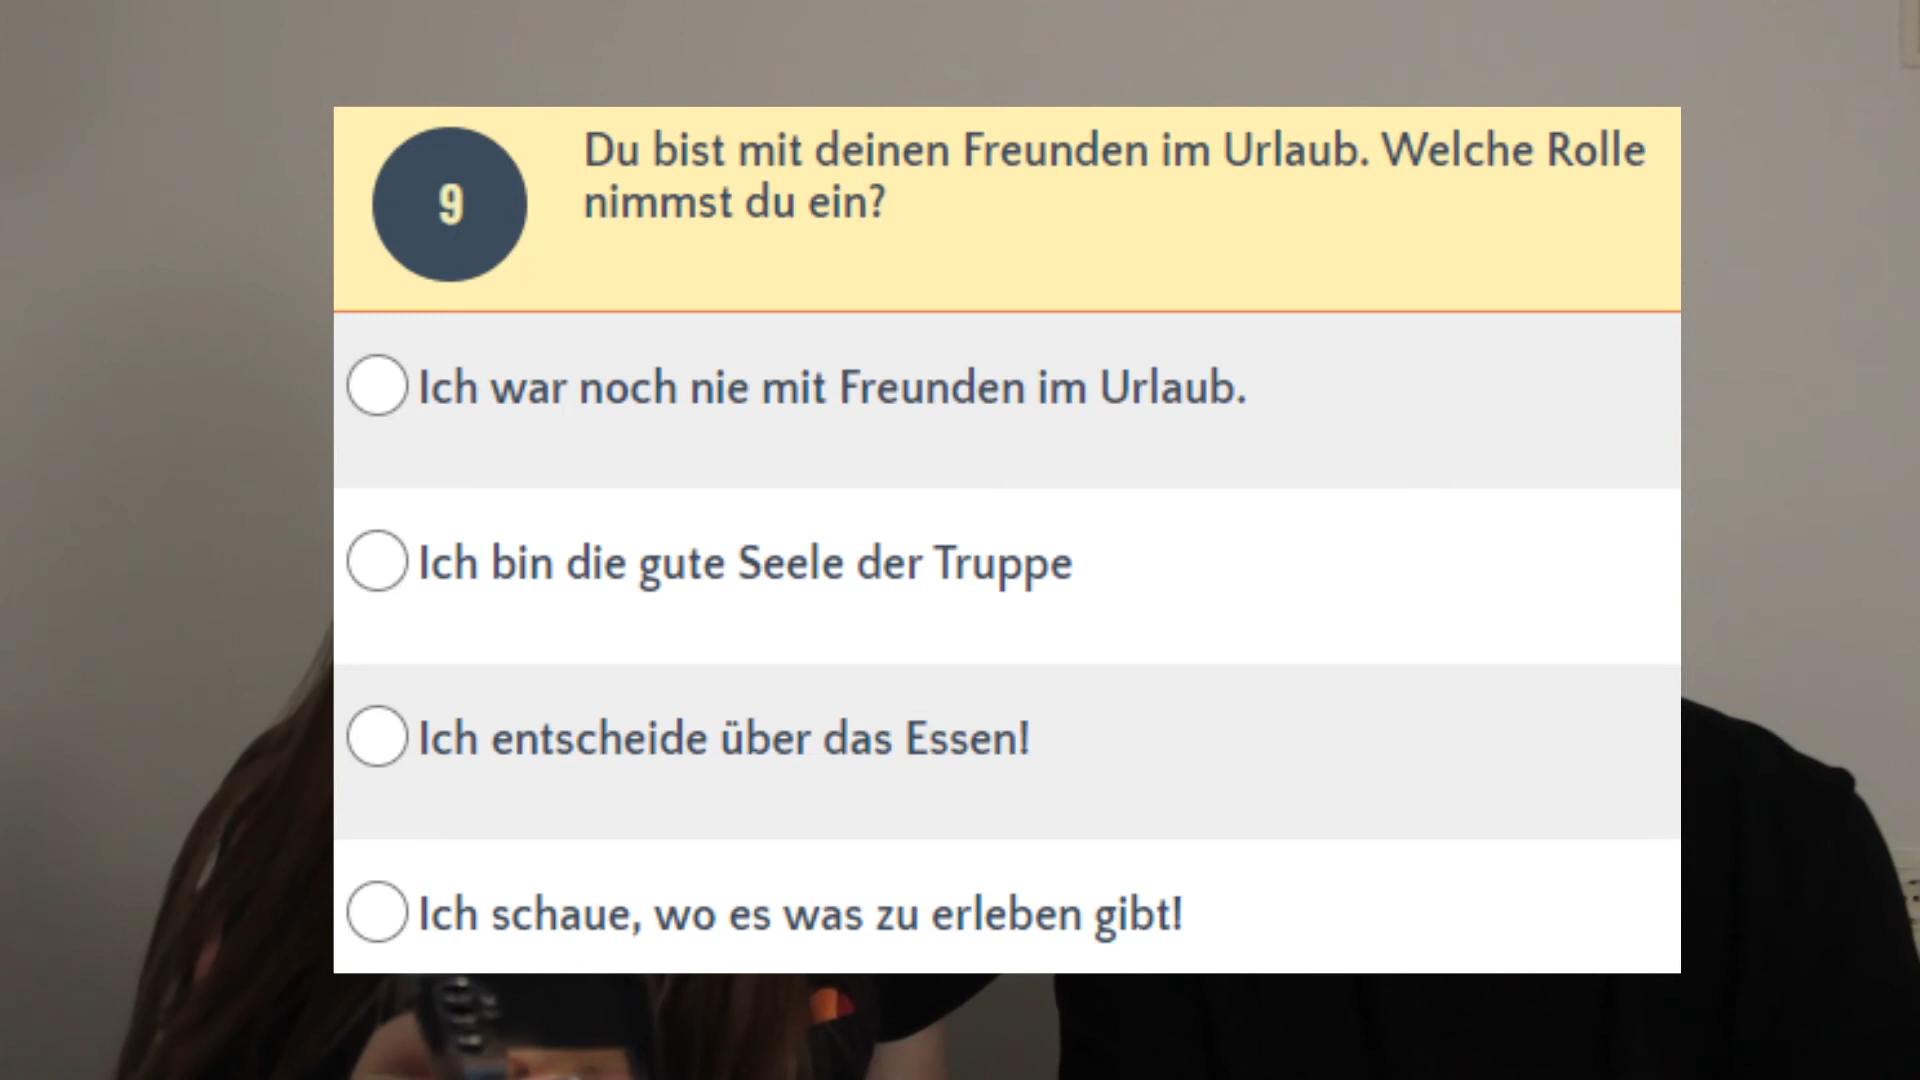 9
Du bist mit deinen Freunden im Urlaub. Welche Rolle
nimmst du ein?
Ich war noch nie mit Freunden im Urlaub.
Ich bin die gute Seele der Truppe
Ich entscheide über das Essen!
Ich schaue, wo es was zu erleben gibt!